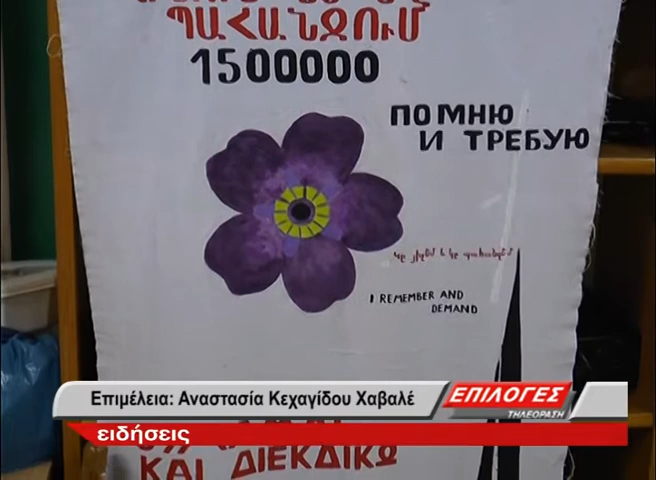 ՊԱՀԱՆՋՈՒՄ
1500000
ПОМНЮ
И ТРЕБУЮ
I REMEMBER AND
DEMAND
Επιμέλεια: Αναστασία Κεχαγίδου Χαβαλέ
ΕΠΙΛΟΓΕΣ
ΤΗΛΕΟΡΑΣΗ
ειδήσεις
ΚΑΙ ΔΙΕΚΔΙΚΩ